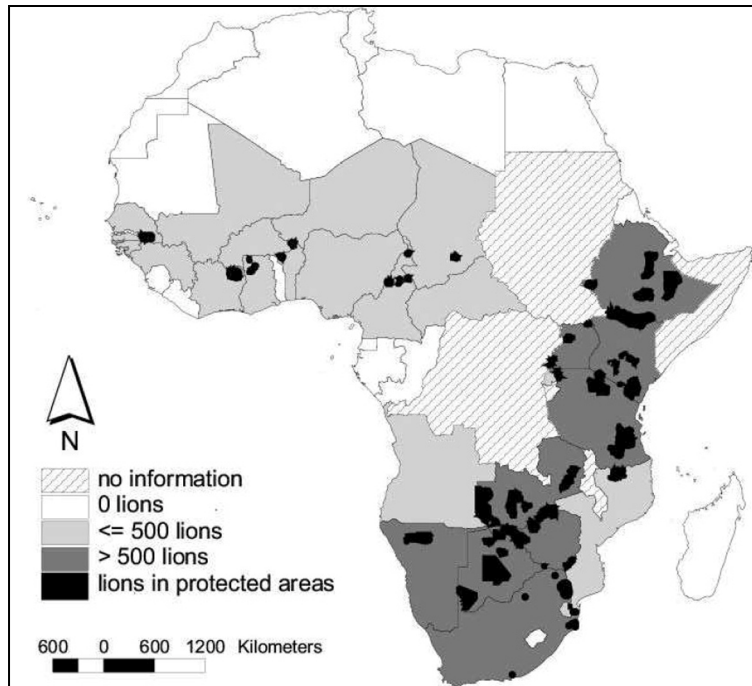 N
no information
0 lions
<= 500 lions
> 500 lions
lions in protected areas
600 0 600 1200 Kilometers